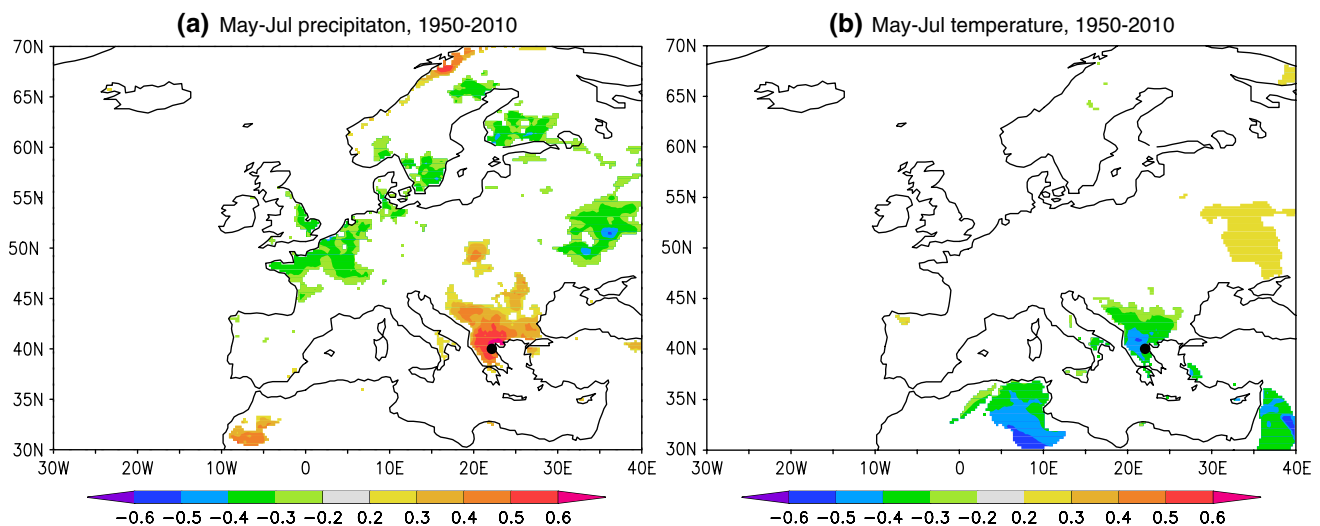 (a) May-Jul precipitaton, 1950-2010
70N
65N
60N
55N
50N
45N
40N
35N
30N
30W 20W 10W 0 10E 20E 30E 40E
−0.6 −0.5 −0.4 −0.3 −0.2 0.2 0.3 0.4 0.5 0.6
(b) May-Jul temperature, 1950-2010
70N
65N
60N
55N
50N
45N
40N
35N
30N
30W 20W 10W 0 10E 20E 30E 40E
−0.6 −0.5 −0.4 −0.3 −0.2 0.2 0.3 0.4 0.5 0.6